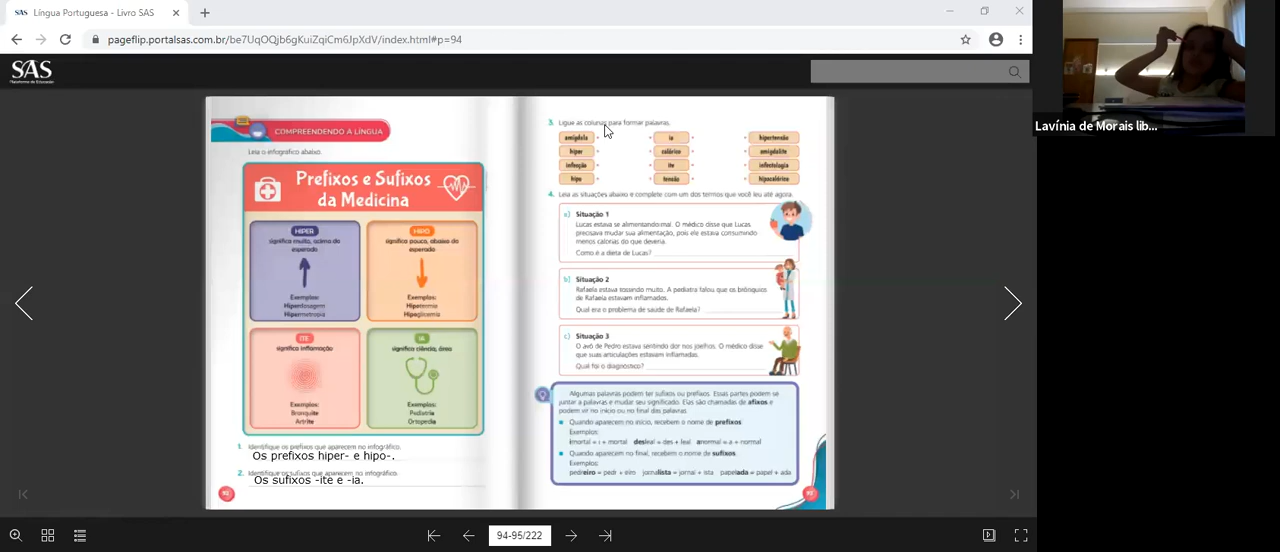 SAS Língua Portuguesa - Livro SAS
pageflip.portalsas.com.br/be7UqOQjb6gKuiZqiCm6JpXdV/index.html#p=94
SAS
Plataforma de Educação
Lavínia de Morais lib...
COMPREENDENDO A LÍNGUA
Leia o infográfico abaixo.
Prefixos e Sufixos
da Medicina
HIPER
significa muito, acima do
esperado
Exemplos:
Hiperdosagem
Hipermetropia
HIPO
significa pouco, abaixo do
esperado
Exemplos:
Hipotermia
Hipoglicemia
ITE
significa inflamação
Exemplos:
Bronquite
Artrite
IA
significa ciência, área
Exemplos:
Pediatria
Ortopedia
1. Identifique os prefixos que aparecem no infográfico.
Os prefixos hiper- e hipo-.
2. Identifique os sufixos que aparecem no infográfico.
Os sufixos -ite e -ia.
3. Ligue as colunas para formar palavras.
amígdala ia hipertensão
hiper calórico amigdalite
infecção ite infectologia
hipo tensão hipocalórico
4. Leia as situações abaixo e complete com um dos termos que você leu até agora.
a) Situação 1
Lucas estava se alimentando mal. O médico disse que Lucas
precisava mudar sua alimentação, pois ele estava consumindo
menos calorias do que deveria.
Como é a dieta de Lucas?
b) Situação 2
Rafaela estava tossindo muito. A pediatra falou que os brônquios
de Rafaela estavam inflamados.
Qual era o problema de saúde de Rafaela?
c) Situação 3
O avô de Pedro estava sentindo dor nos joelhos. O médico disse
que suas articulações estavam inflamadas.
Qual foi o diagnóstico?
Algumas palavras podem ter sufixos ou prefixos. Essas partes podem se
juntar a palavras e mudar seu significado. Elas são chamadas de afixos e
podem vir no início ou no final das palavras.
Quando aparecem no início, recebem o nome de prefixos.
Exemplos:
imortal = i + mortal desleal = des + leal anormal = a + normal
Quando aparecem no final, recebem o nome de sufixos.
Exemplos:
pedreiro = pedr + eiro jornalista = jornal + ista papelada = papel + ada
94-95/222